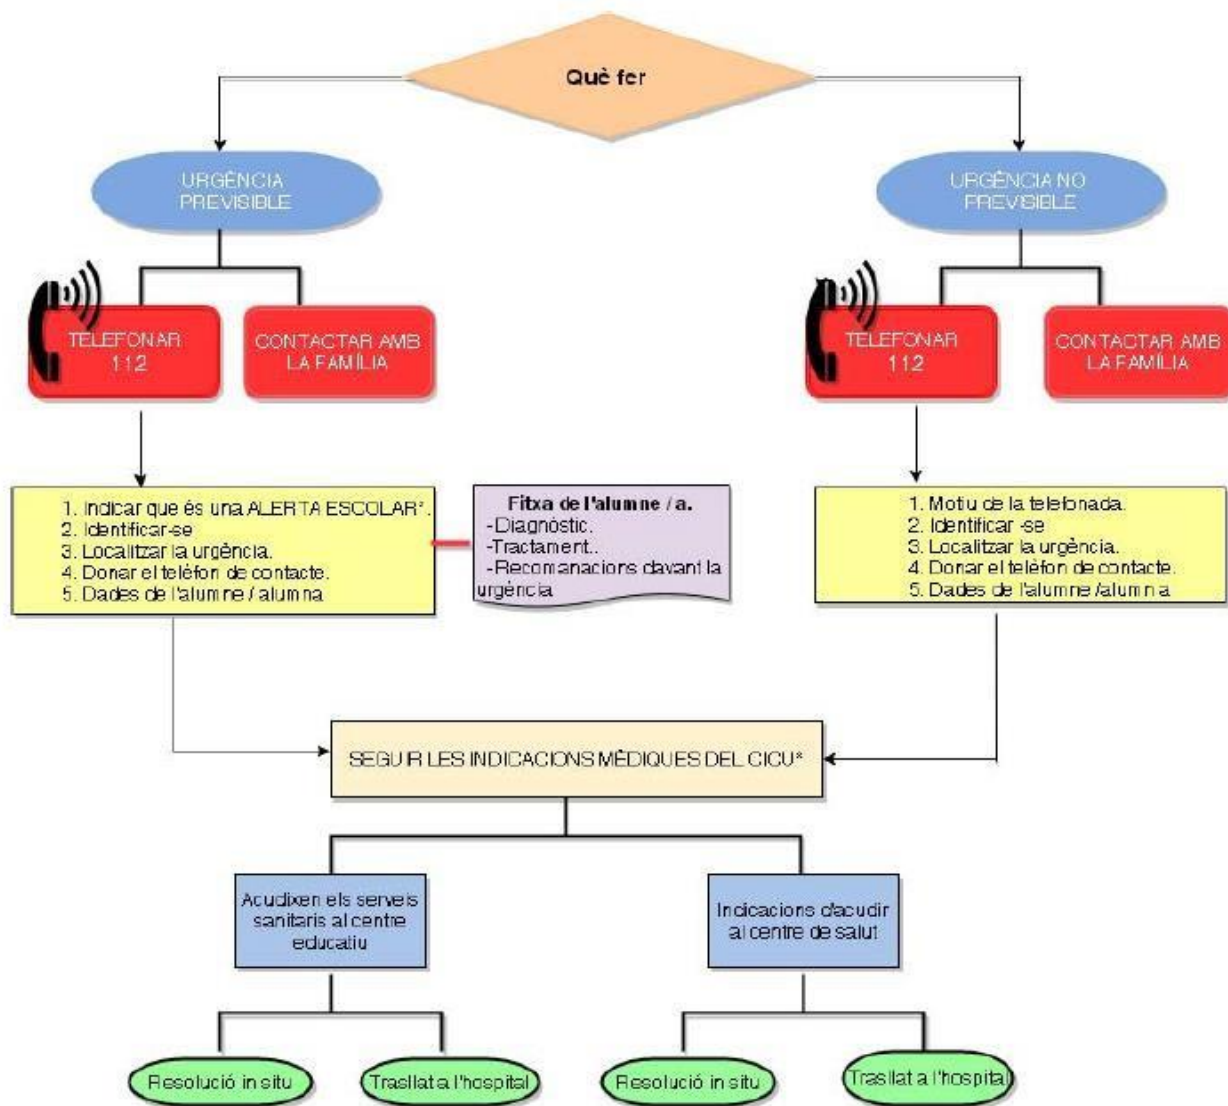 Què fer
URGÈNCIA
PREVISIBLE
URGÈNCIA NO
PREVISIBLE
TELEFONAR
112
CONTACTAR AMB
LA FAMÍLIA
TELEFONAR
112
CONTACTAR AMB
LA FAMÍLIA
1. Indicar que és una ALERTA ESCOLAR*.
2. Identificar-se
3. Localitzar la urgència.
4. Donar el telèfon de contacte.
5. Dades de l'alumne / alumna
Fitxa de l'alumne / a.
-Diagnòstic.
-Tractament..
-Recomanacions davant la
urgència
1. Motiu de la telefonada.
2. Identificar -se
3. Localitzar la urgència.
4. Donar el telèfon de contacte.
5. Dades de l'alumne /alumna
SEGUIR LES INDICACIONS MÈDIQUES DEL CICU*
Acudixen els serveis
sanitaris al centre
educatiu
Indicacions d'acudir
al centre de salut
Resolució in situ
Trasllat a l'hospital
Resolució in situ
Trasllat a l'hospital